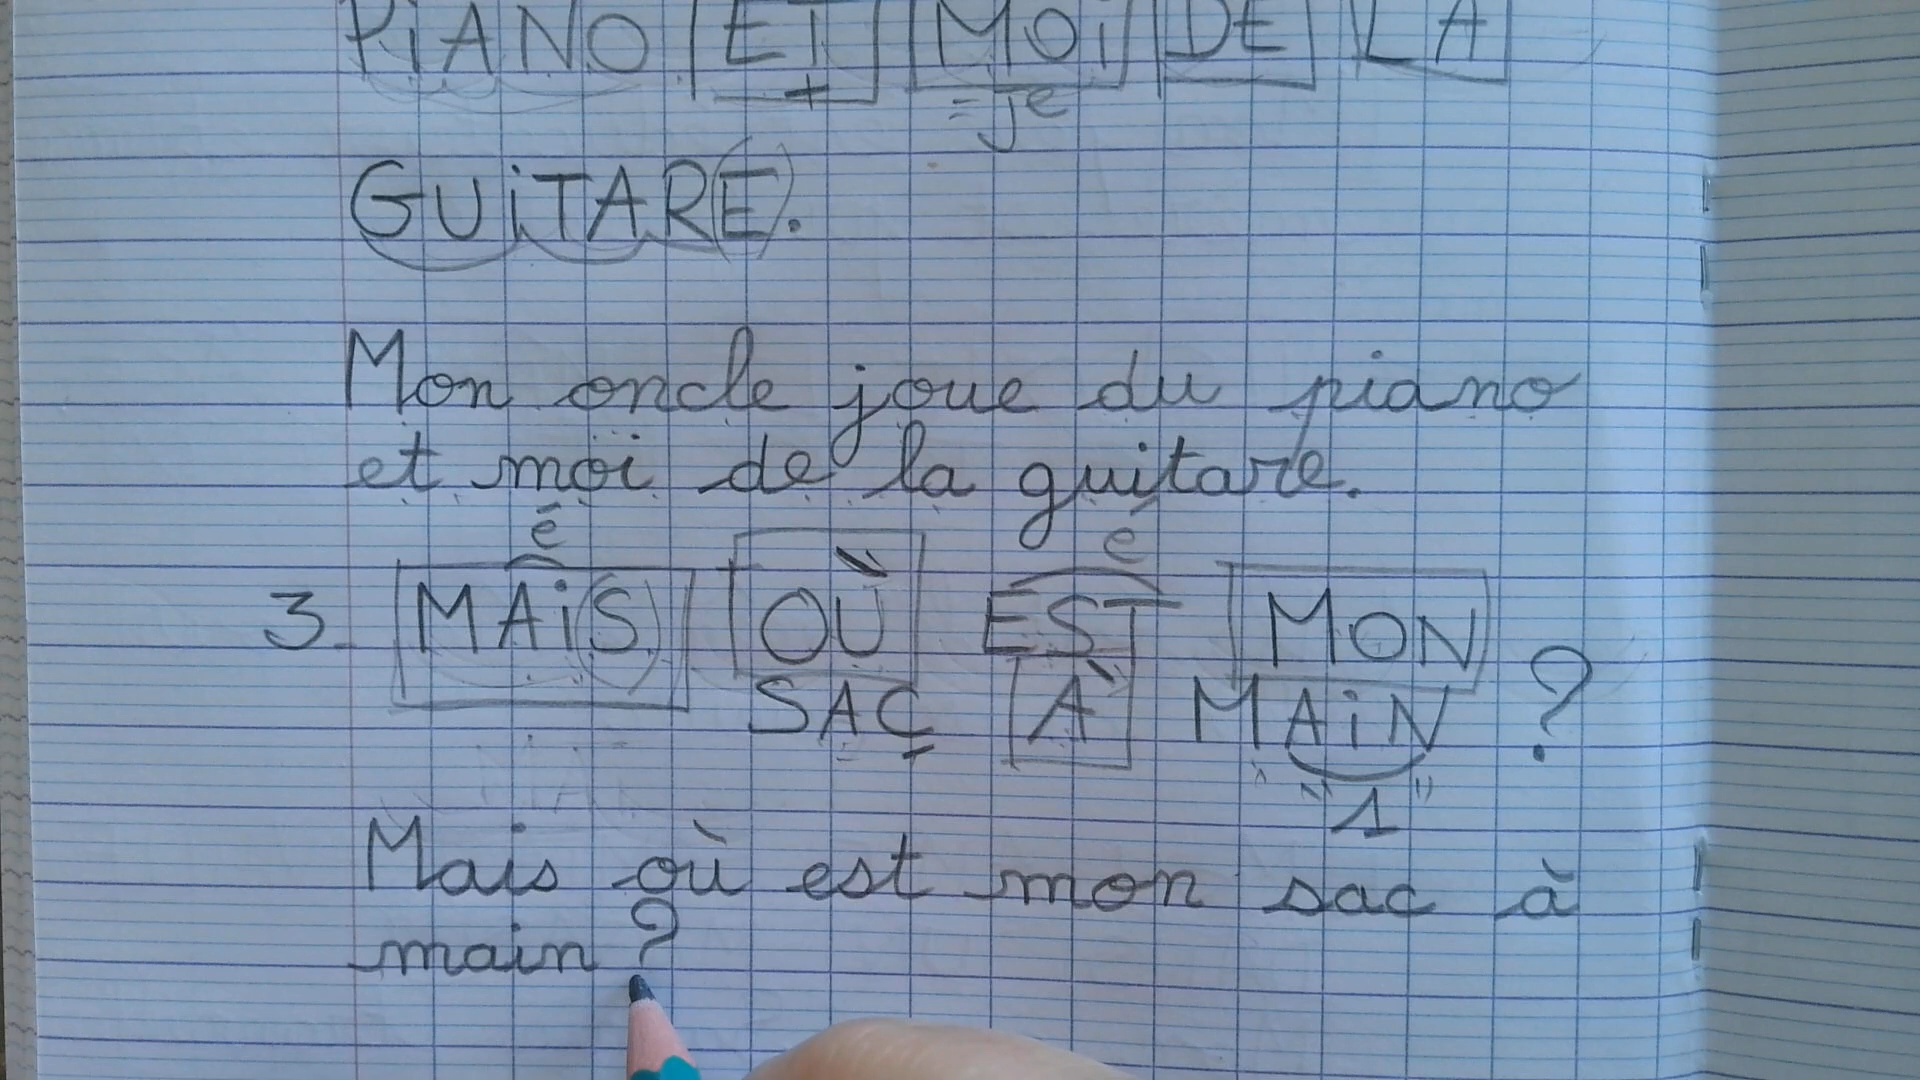 PiANO ET MOi DE LA
+ = je
GUiTARE.
Mon oncle joue du piano
et moi de la guitare.
é é
3. MAiS OÙ EST MON
SAC À MAiN ?
"1"
Mais où est mon sac à
main ?